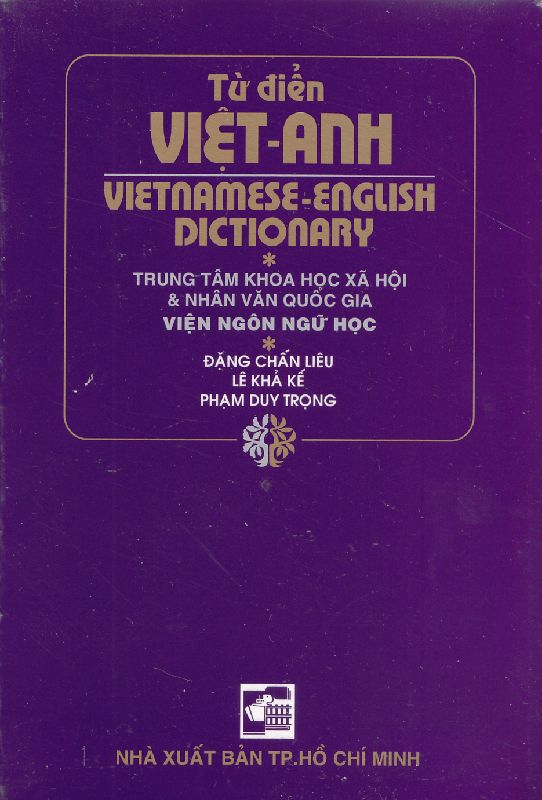 Từ điển
VIỆT-ANH
VIETNAMESE-ENGLISH
DICTIONARY
*
TRUNG TÂM KHOA HỌC XÃ HỘI
& NHÂN VĂN QUỐC GIA
VIỆN NGÔN NGỮ HỌC
*
ĐẶNG CHẤN LIÊU
LÊ KHẢ KẾ
PHẠM DUY TRỌNG
NHÀ XUẤT BẢN TP.HỒ CHÍ MINH